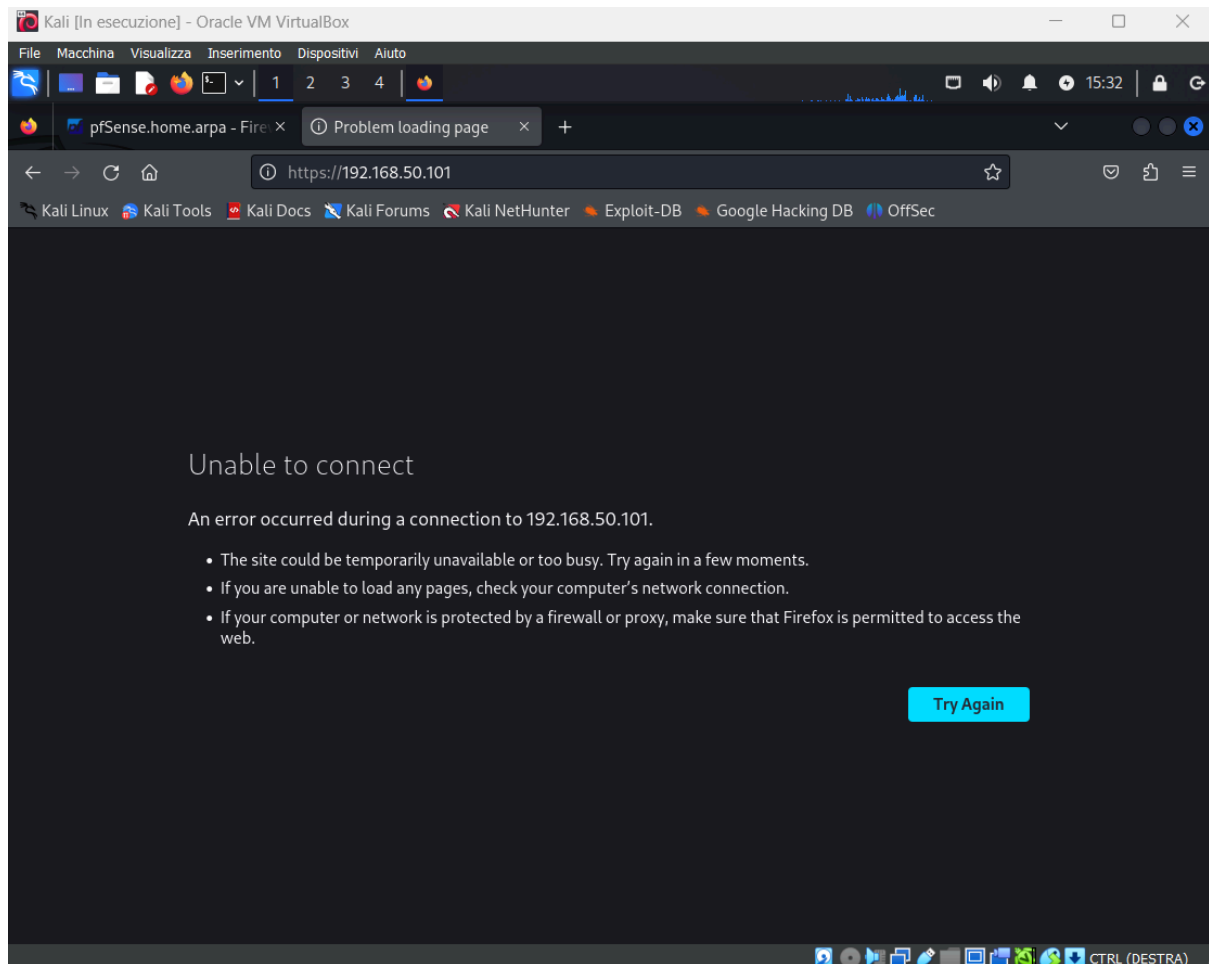 Kali [In esecuzione] - Oracle VM VirtualBox
File Macchina Visualizza Inserimento Dispositivi Aiuto
1 2 3 4 15:32
pfSense.home.arpa - Fire Problem loading page
https://192.168.50.101
Kali Linux Kali Tools Kali Docs Kali Forums Kali NetHunter Exploit-DB Google Hacking DB OffSec
Unable to connect
An error occurred during a connection to 192.168.50.101.
• The site could be temporarily unavailable or too busy. Try again in a few moments.
• If you are unable to load any pages, check your computer’s network connection.
• If your computer or network is protected by a firewall or proxy, make sure that Firefox is permitted to access the
web.
Try Again
CTRL (DESTRA)